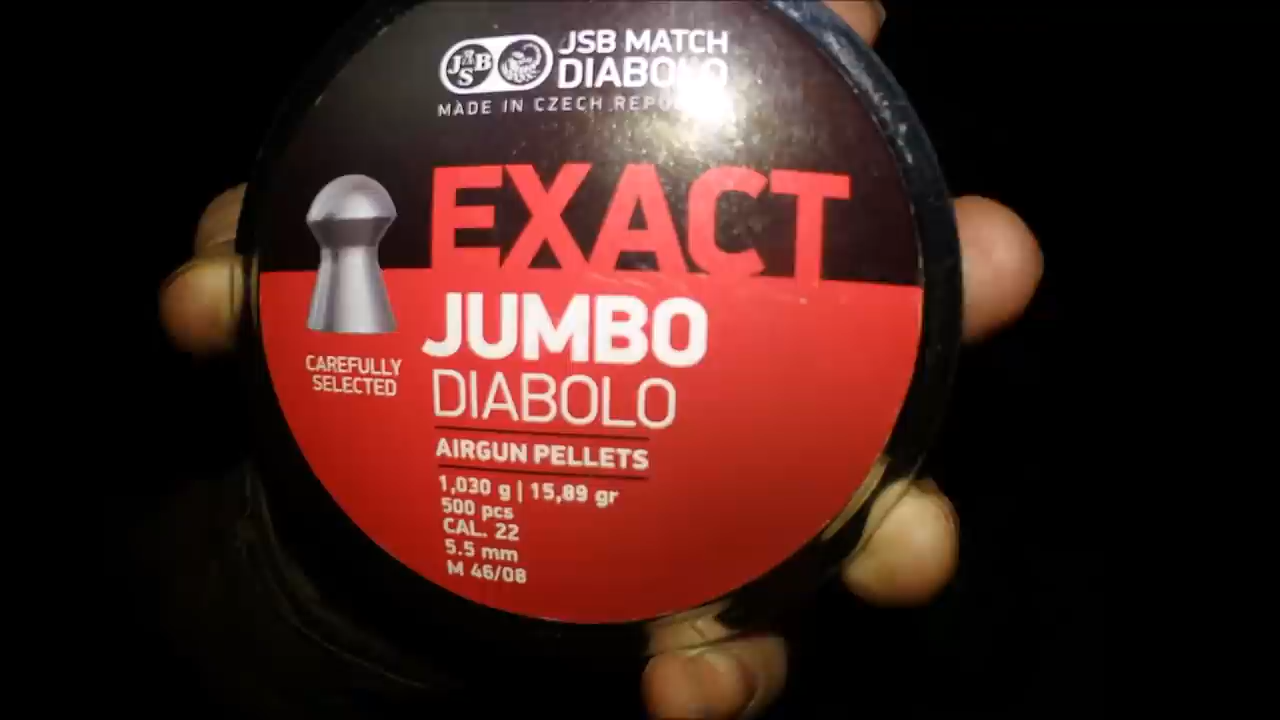 JSB
JSB MATCH
DIABOLO
MADE IN CZECH REPUBLIC
EXACT
JUMBO
DIABOLO
CAREFULLY
SELECTED
AIRGUN PELLETS
1,030 g | 15,89 gr
500 pcs
CAL. 22
5.5 mm
M 46/08